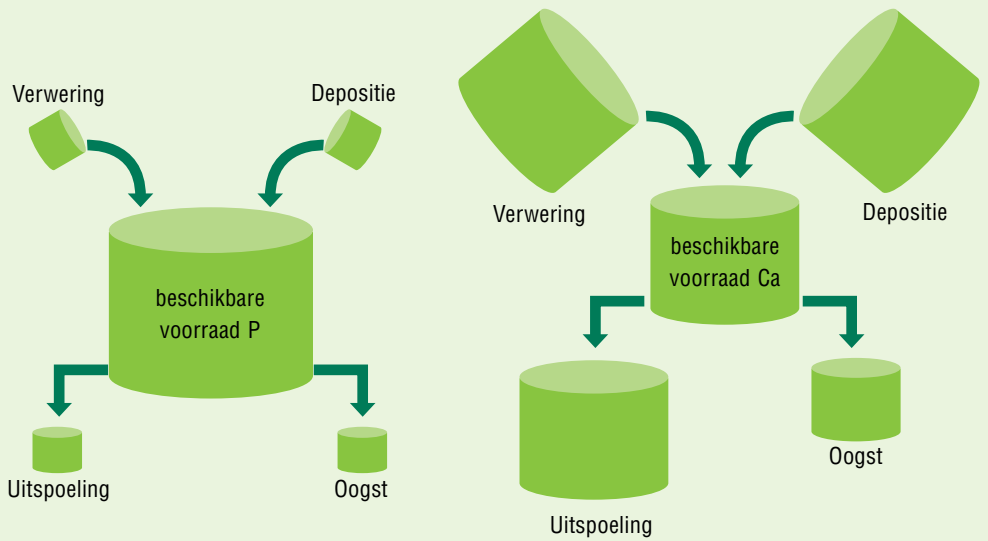 Verwering
Depositie
beschikbare
voorraad P
Uitspoeling
Oogst
Verwering
Depositie
beschikbare
voorraad Ca
Oogst
Uitspoeling